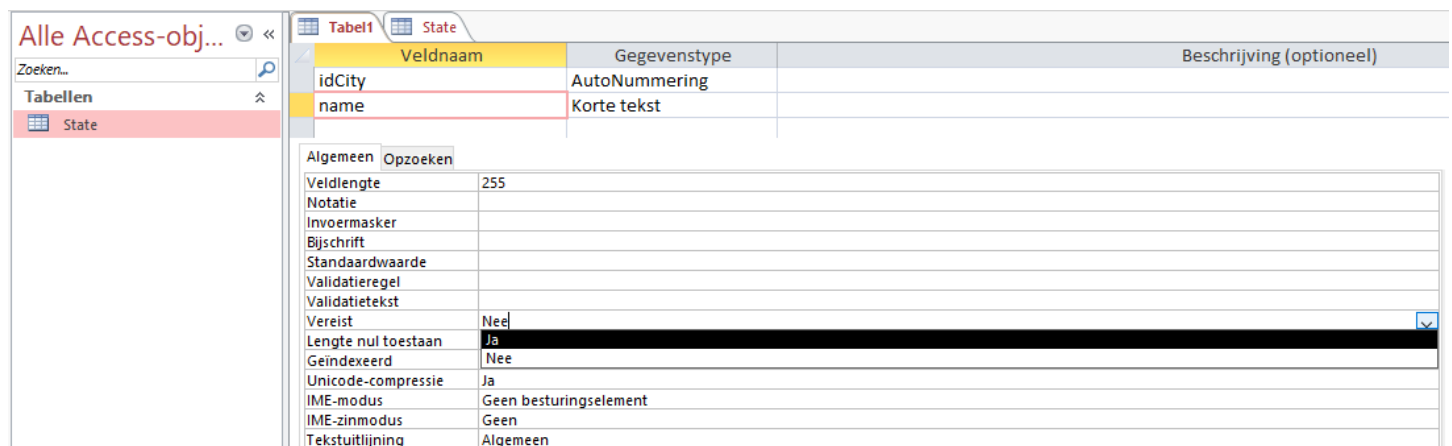 Alle Access-obj... «
Zoeken...
Tabellen
State
Tabel1 State
Veldnaam Gegevenstype Beschrijving (optioneel)
idCity AutoNummering
name Korte tekst
Algemeen Opzoeken
Veldlengte 255
Notatie
Invoermasker
Bijschrift
Standaardwaarde
Validatieregel
Validatietekst
Vereist Nee
Lengte nul toestaan Ja
Geïndexeerd Nee
Unicode-compressie Ja
IME-modus Geen besturingselement
IME-zinmodus Geen
Tekstuitlijning Algemeen